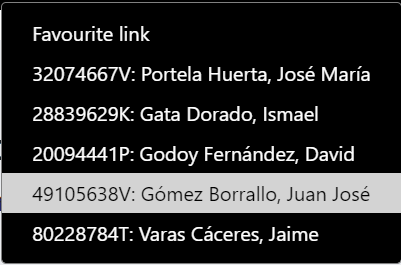 Favourite link
32074667V: Portela Huerta, José María
28839629K: Gata Dorado, Ismael
20094441P: Godoy Fernández, David
49105638V: Gómez Borrallo, Juan José
80228784T: Varas Cáceres, Jaime